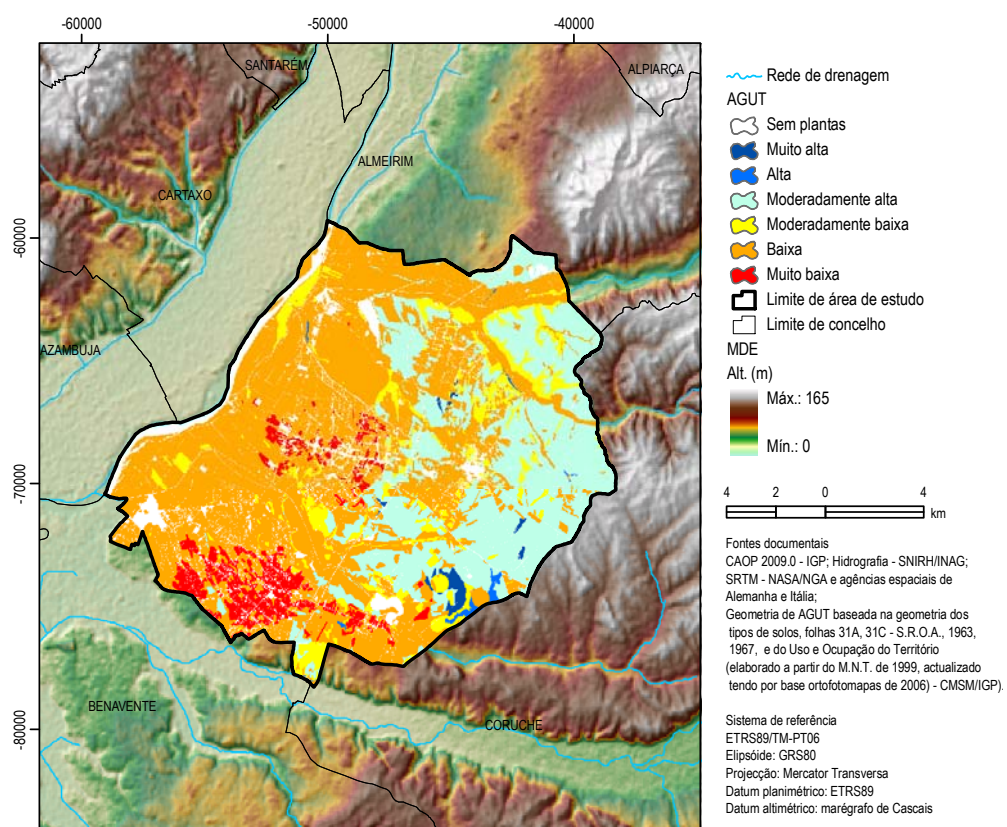 -60000
-50000
-40000
SANTARÉM
ALPIARÇA
ALMEIRIM
CARTAXO
-60000
AZAMBUJA
-70000
BENAVENTE
CORUCHE
-80000
Rede de drenagem
AGUT
Sem plantas
Muito alta
Alta
Moderadamente alta
Moderadamente baixa
Baixa
Muito baixa
Limite de área de estudo
Limite de concelho
MDE
Alt. (m)
Máx.: 165
Mín.: 0
4 2 0 4
km
Fontes documentais
CAOP 2009.0 - IGP; Hidrografia - SNIRH/INAG;
SRTM - NASA/NGA e agências espaciais de
Alemanha e Itália;
Geometria de AGUT baseada na geometria dos
tipos de solos, folhas 31A, 31C - S.R.O.A., 1963,
1967, e do Uso e Ocupação do Território
(elaborado a partir do M.N.T. de 1999, actualizado
tendo por base ortofotomapas de 2006) - CMSM/IGP).
Sistema de referência
ETRS89/TM-PT06
Elipsóide: GRS80
Projecção: Mercator Transversa
Datum planimétrico: ETRS89
Datum altimétrico: marégrafo de Cascais